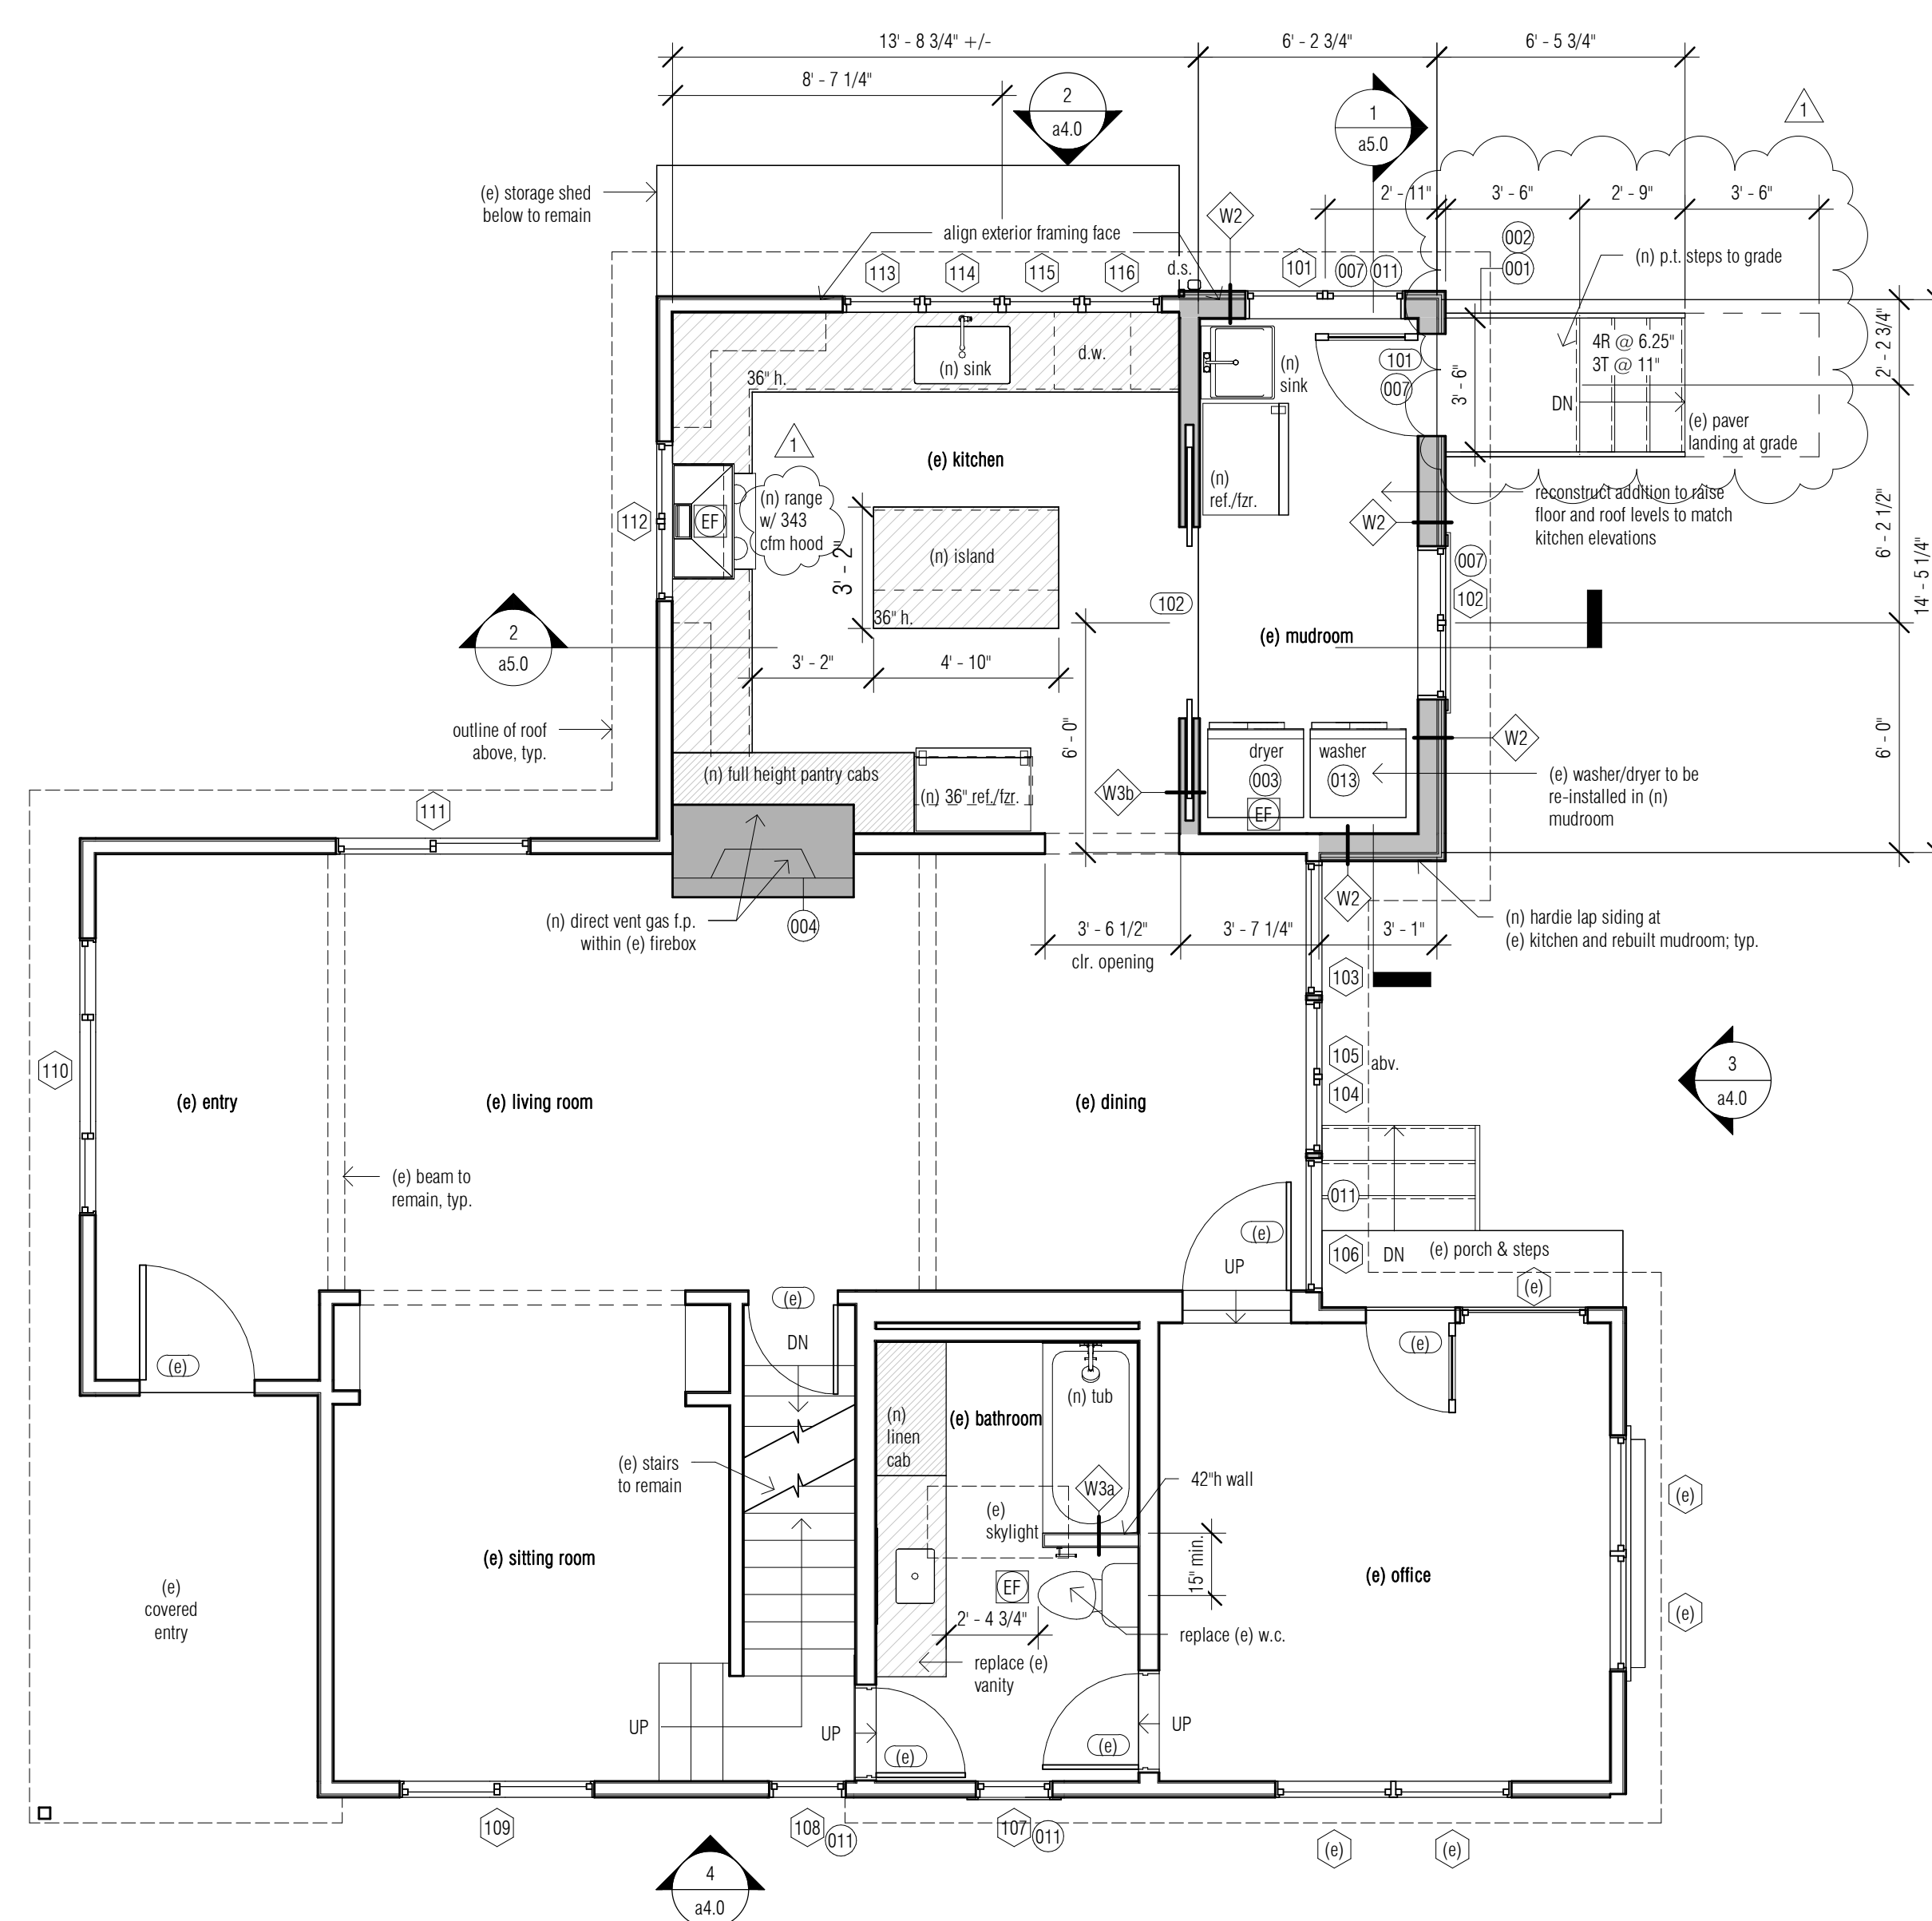 13' - 8 3/4" +/-
6' - 2 3/4"
6' - 5 3/4"
8' - 7 1/4"
2
a4.0
1
a5.0
1
(e) storage shed
below to remain
2' - 11"
3' - 6"
2' - 9"
3' - 6"
W2
align exterior framing face
002
001
(n) p.t. steps to grade
113
114
115
116
d.s.
101
007
011
4R @ 6.25"
3T @ 11"
2' - 2 3/4"
(n) sink
d.w.
36" h.
(n)
sink
101
007
3' - 6"
DN
(e) paver
landing at grade
1
(e) kitchen
(n)
ref./fzr.
(n) range
w/ 343
cfm hood
EF
112
W2
reconstruct addition to raise
floor and roof levels to match
kitchen elevations
6' - 2 1/2"
14' - 5 1/4"
3' - 2"
(n) island
36" h.
007
102
102
2
a5.0
(e) mudroom
3' - 2"
4' - 10"
outline of roof
above, typ.
6' - 0"
dryer
003
EF
washer
013
W2
6' - 0"
(n) full height pantry cabs
(n) 36" ref./fzr.
W3b
(e) washer/dryer to be
re-installed in (n)
mudroom
111
(n) direct vent gas f.p.
within (e) firebox
004
W2
3' - 6 1/2"
clr. opening
3' - 7 1/4"
3' - 1"
(n) hardie lap siding at
(e) kitchen and rebuilt mudroom; typ.
103
110
105
abv.
104
3
a4.0
(e) entry
(e) living room
(e) dining
(e) beam to
remain, typ.
011
(e)
UP
106
DN
(e) porch & steps
(e)
(e)
(e)
DN
(e)
(n) tub
(n)
linen
cab
(e) bathroom
(e) stairs
to remain
W3a
42"h wall
(e)
(e)
skylight
(e) sitting room
15" min.
(e) office
EF
(e)
covered
entry
(e)
2' - 4 3/4"
replace (e) w.c.
replace (e)
vanity
UP
UP
UP
(e)
(e)
109
108
011
107
011
(e)
(e)
4
a4.0